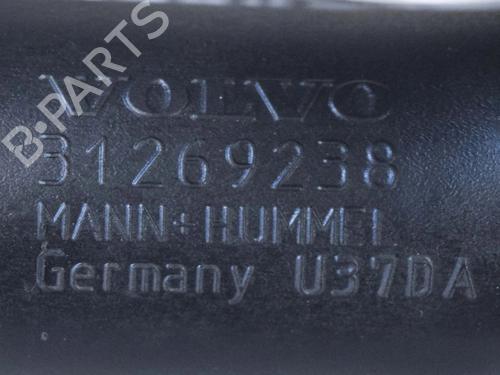 VOLVO
31269238
MANN+HUMMEL
Germany U37DA
B-PARTS